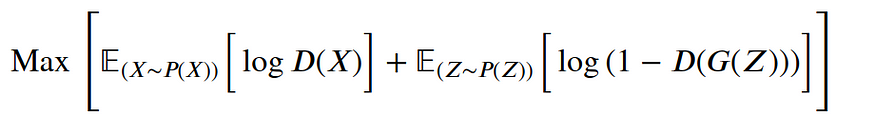 Max [𝔼(X∼P(X))[log D(X)] + 𝔼(Z∼P(Z))[log (1 − D(G(Z)))]]